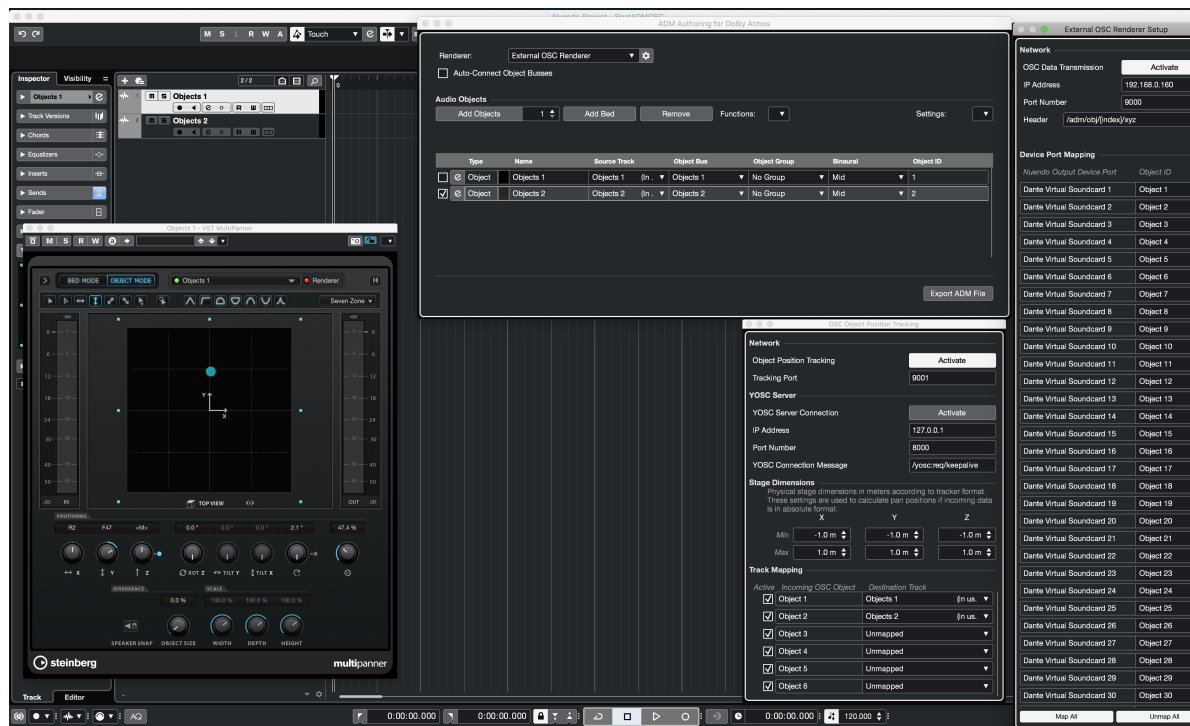 Nuendo Project - SpatADMOSC
M S L R W A Touch
Inspector Visibility
Objects 1
Track Versions
Chords
Equalizers
Inserts
Sends
Fader
2/2
0
1 m S Objects 1
R W
2 m S Objects 2
R W
ADM Authoring for Dolby Atmos
Renderer: External OSC Renderer
Auto-Connect Object Busses
Audio Objects
Add Objects 1 Add Bed Remove Functions: Settings:
Type Name Source Track Object Bus Object Group Binaural Object ID
Object Objects 1 Objects 1 (In . Objects 1 No Group Mid 1
Object Objects 2 Objects 2 (In . Objects 2 No Group Mid 2
Export ADM File
External OSC Renderer Setup
Network
OSC Data Transmission Activate
IP Address 192.168.0.160
Port Number 9000
Header /adm/obj/[index]/xyz
Device Port Mapping
Nuendo Output Device Port Object ID
Dante Virtual Soundcard 1 Object 1
Dante Virtual Soundcard 2 Object 2
Dante Virtual Soundcard 3 Object 3
Dante Virtual Soundcard 4 Object 4
Dante Virtual Soundcard 5 Object 5
Dante Virtual Soundcard 6 Object 6
Dante Virtual Soundcard 7 Object 7
Dante Virtual Soundcard 8 Object 8
Dante Virtual Soundcard 9 Object 9
Dante Virtual Soundcard 10 Object 10
Dante Virtual Soundcard 11 Object 11
Dante Virtual Soundcard 12 Object 12
Dante Virtual Soundcard 13 Object 13
Dante Virtual Soundcard 14 Object 14
Dante Virtual Soundcard 15 Object 15
Dante Virtual Soundcard 16 Object 16
Dante Virtual Soundcard 17 Object 17
Dante Virtual Soundcard 18 Object 18
Dante Virtual Soundcard 19 Object 19
Dante Virtual Soundcard 20 Object 20
Dante Virtual Soundcard 21 Object 21
Dante Virtual Soundcard 22 Object 22
Dante Virtual Soundcard 23 Object 23
Dante Virtual Soundcard 24 Object 24
Dante Virtual Soundcard 25 Object 25
Dante Virtual Soundcard 26 Object 26
Dante Virtual Soundcard 27 Object 27
Dante Virtual Soundcard 28 Object 28
Dante Virtual Soundcard 29 Object 29
Dante Virtual Soundcard 30 Object 30
Map All Unmap All
Objects 1 - VST MultiPanner
M S R W
BED MODE OBJECT MODE Objects 1 Renderer
Seven Zone
-oo -oo
0 0
6 6
12 12
18 18
24 24
30 30
40 40
50 50
Y
X
dB IN TOP VIEW OUT dB
POSITIONING
R2 F47 <M> 0.0 ° 0.0 ° 0.0 ° 2.1 ° 47.4 %
X Y Z ROT Z TILT Y TILT X
DIVERGENCE SCALE
0.0 % 100.0 % 100.0 % 100.0 %
SPEAKER SNAP OBJECT SIZE WIDTH DEPTH HEIGHT
steinberg multipanner
OSC Object Position Tracking
Network
Object Position Tracking Activate
Tracking Port 9001
YOSC Server
YOSC Server Connection Activate
IP Address 127.0.0.1
Port Number 8000
YOSC Connection Message /yosc:req/keepalive
Stage Dimensions
Physical stage dimensions in meters according to tracker format.
These settings are used to calculate pan positions if incoming data
is in absolute format.
X Y Z
Min -1.0 m -1.0 m -1.0 m
Max 1.0 m 1.0 m 1.0 m
Track Mapping
Active Incoming OSC Object Destination Track
Object 1 Objects 1 (in us.
Object 2 Objects 2 (in us.
Object 3 Unmapped
Object 4 Unmapped
Object 5 Unmapped
Object 6 Unmapped
Track Editor
AQ 0:00:00.000 0:00:00.000 0:00:00.000 120.000